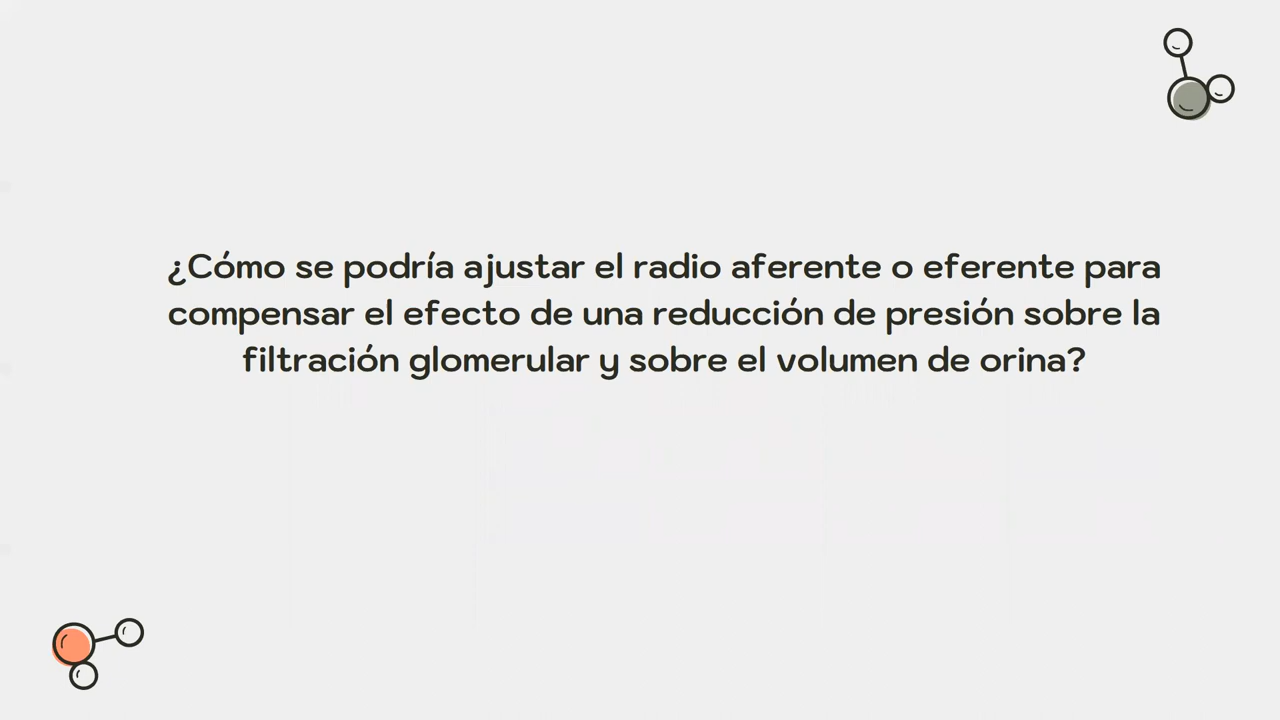 ¿Cómo se podría ajustar el radio aferente o eferente para
compensar el efecto de una reducción de presión sobre la
filtración glomerular y sobre el volumen de orina?